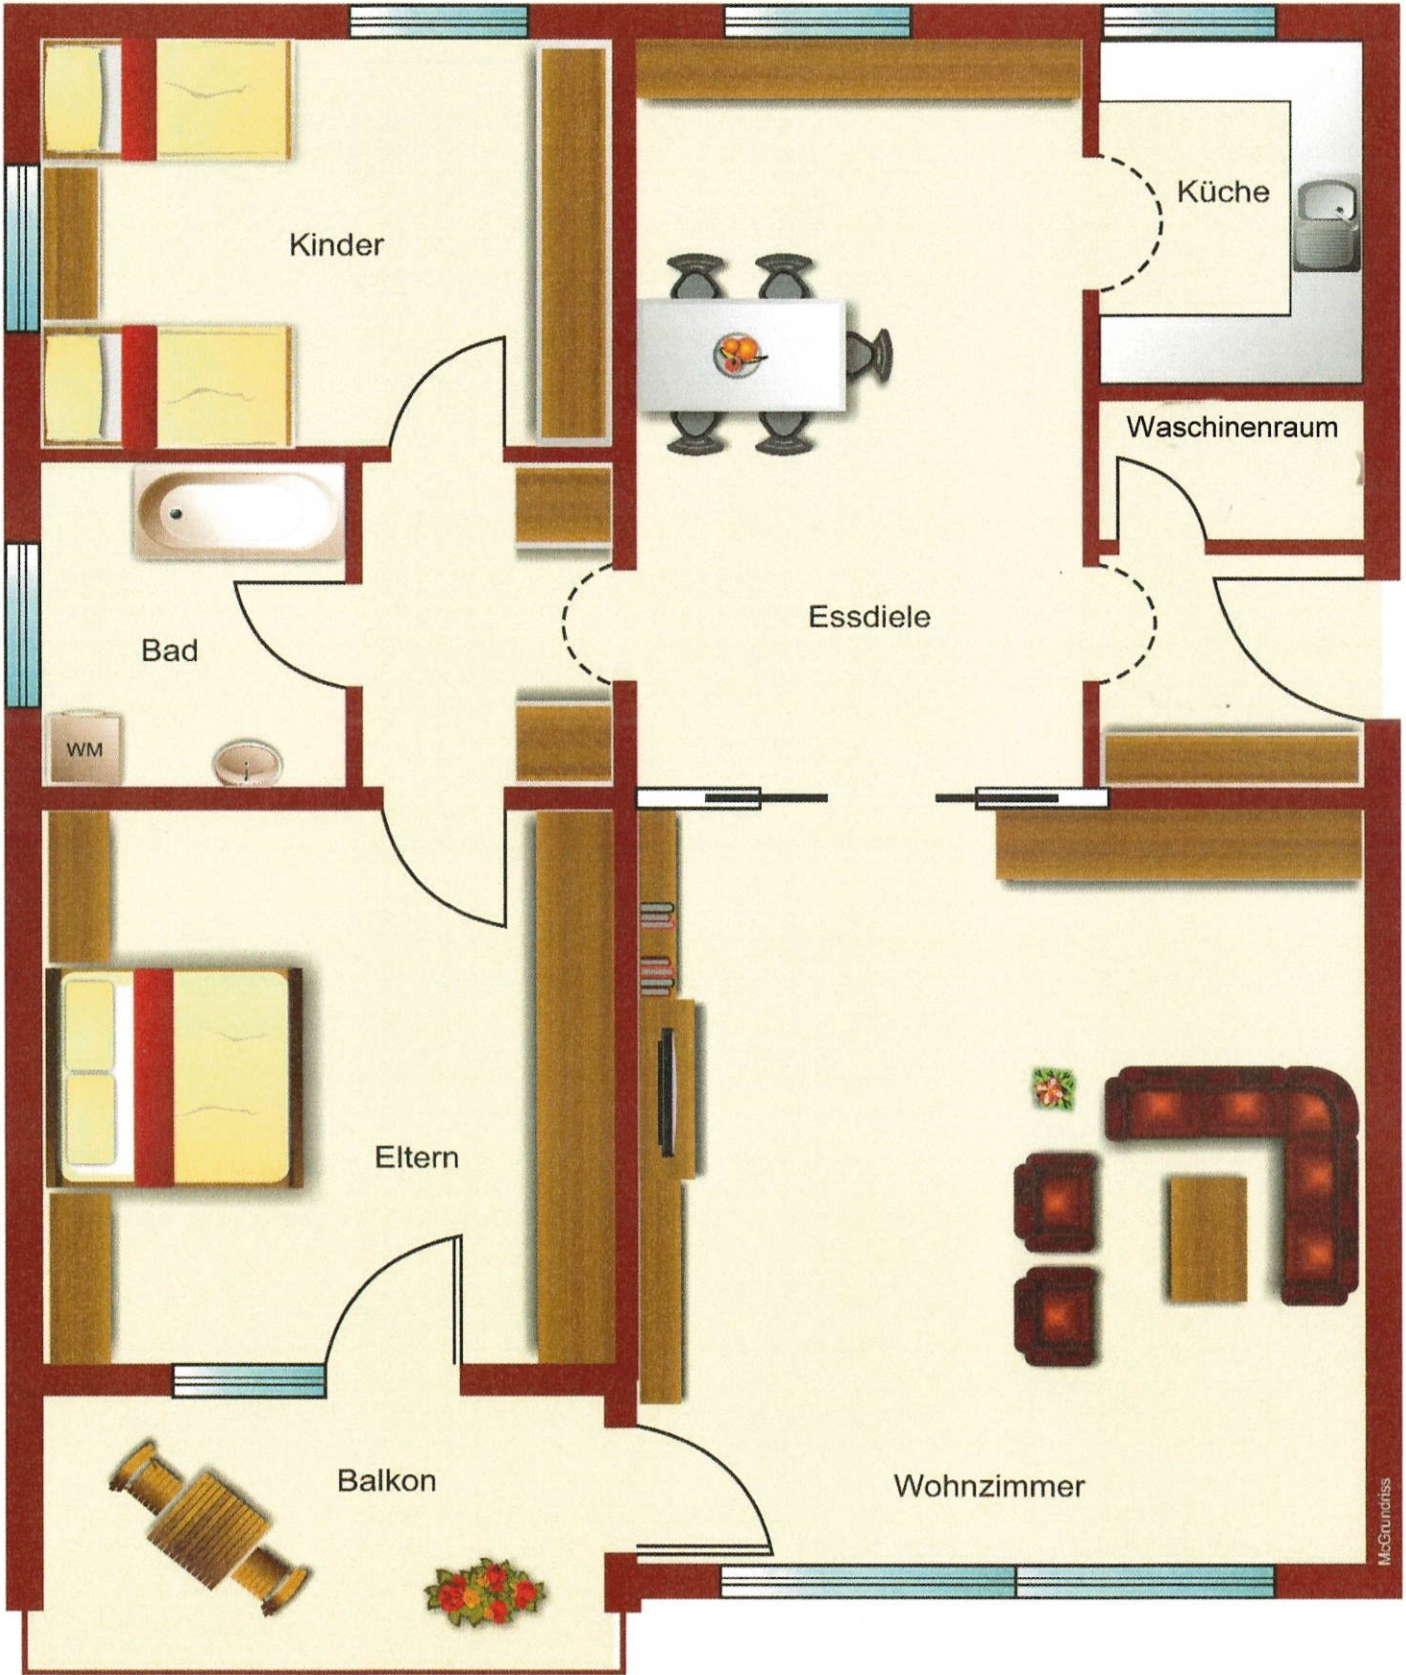 Küche
Kinder
Waschinenraum
Essdiele
Bad
WM
Eltern
Balkon
Wohnzimmer
McGrundriss